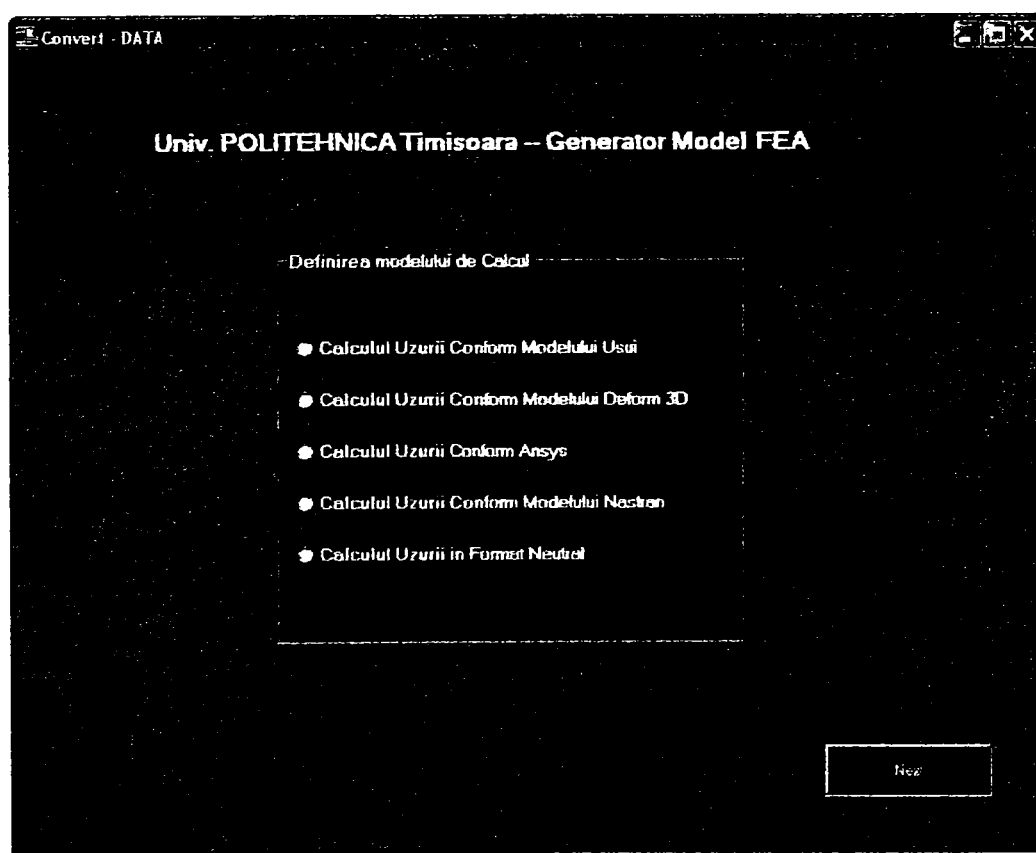 Convert - DATA
Univ. POLITEHNICA Timisoara -- Generator Model FEA
Definirea modelului de Calcul
Calculul Uzurii Conform Modelului Usui
Calculul Uzurii Conform Modelului Deform 3D
Calculul Uzurii Conform Ansys
Calculul Uzurii Conform Modelului Nastran
Calculul Uzurii in Format Neutral